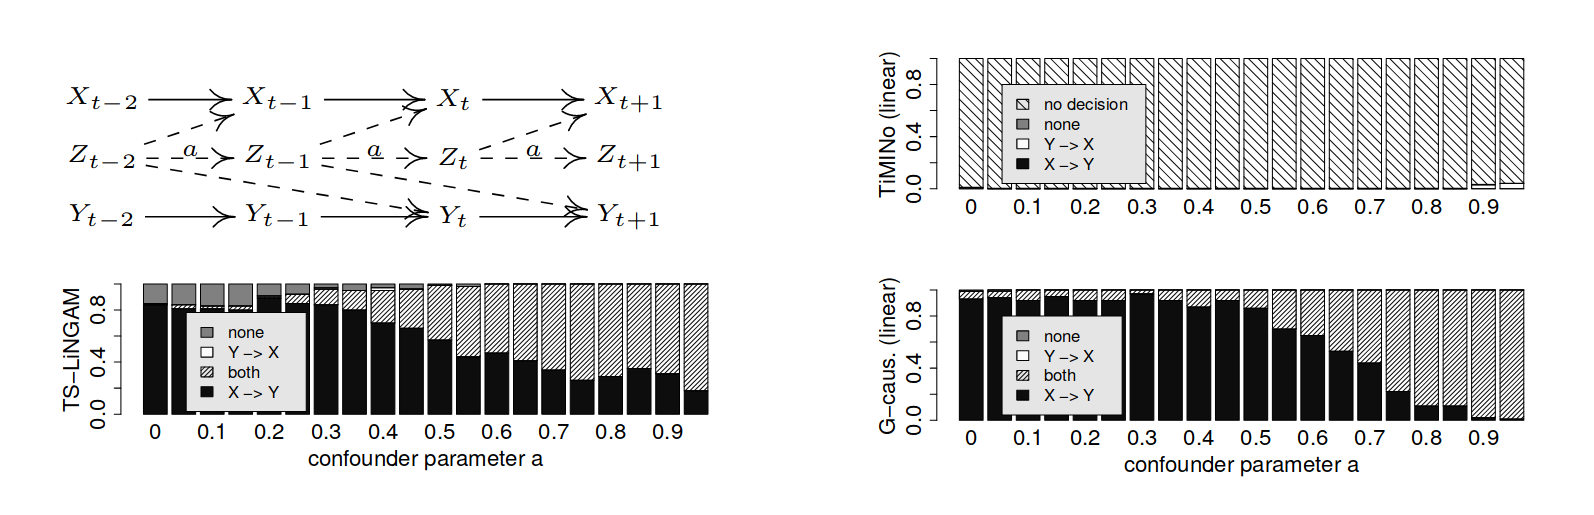 X_{t−2} X_{t−1} X_t X_{t+1}
Z_{t−2} a Z_{t−1} a Z_t a Z_{t+1}
Y_{t−2} Y_{t−1} Y_t Y_{t+1}
TiMINo (linear)
0.0 0.4 0.8
no decision
none
Y −> X
X −> Y
0 0.1 0.2 0.3 0.4 0.5 0.6 0.7 0.8 0.9
TS−LiNGAM
0.0 0.4 0.8
none
Y −> X
both
X −> Y
0 0.1 0.2 0.3 0.4 0.5 0.6 0.7 0.8 0.9
confounder parameter a
G−caus. (linear)
0.0 0.4 0.8
none
Y −> X
both
X −> Y
0 0.1 0.2 0.3 0.4 0.5 0.6 0.7 0.8 0.9
confounder parameter a